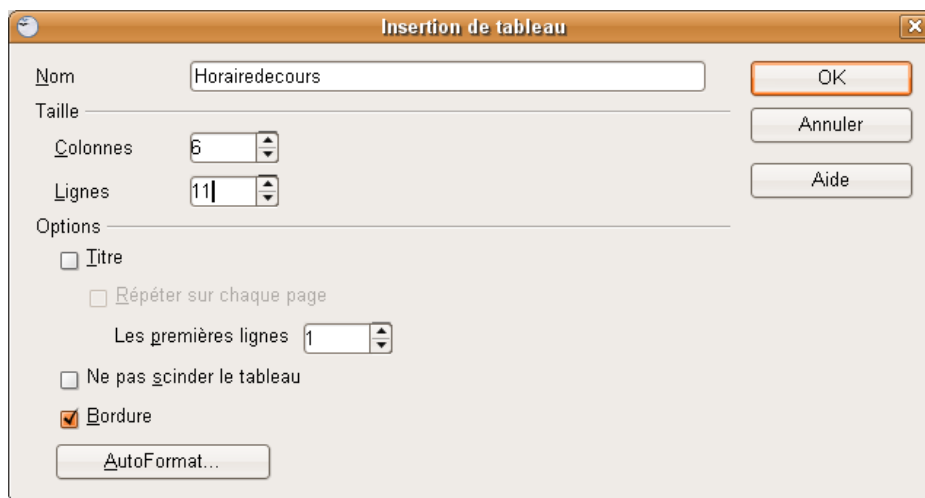 Insertion de tableau
Nom Horairedecours OK
Taille
Annuler
Colonnes 6
Lignes 11 Aide
Options
Titre
Répéter sur chaque page
Les premières lignes 1
Ne pas scinder le tableau
Bordure
AutoFormat...